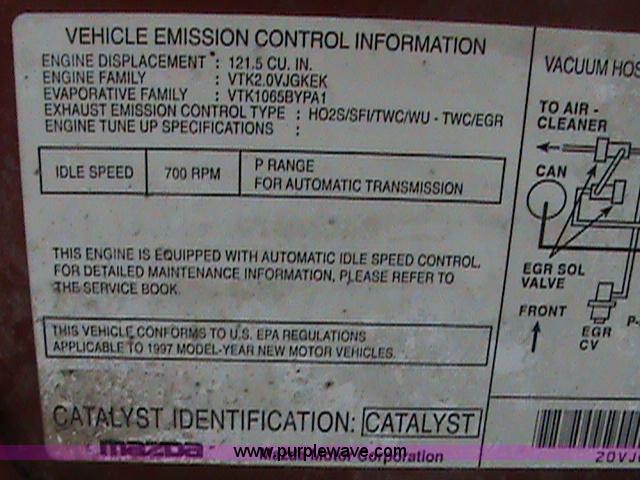 VEHICLE EMISSION CONTROL INFORMATION
ENGINE DISPLACEMENT : 121.5 CU. IN.
ENGINE FAMILY : VTK2.0VJGKEK
EVAPORATIVE FAMILY : VTK1065BYPA1
EXHAUST EMISSION CONTROL TYPE : HO2S/SFI/TWC/WU - TWC/EGR
ENGINE TUNE UP SPECIFICATIONS :
IDLE SPEED 700 RPM P RANGE
FOR AUTOMATIC TRANSMISSION
THIS ENGINE IS EQUIPPED WITH AUTOMATIC IDLE SPEED CONTROL.
FOR DETAILED MAINTENANCE INFORMATION, PLEASE REFER TO
THE SERVICE BOOK.
THIS VEHICLE CONFORMS TO U.S. EPA REGULATIONS
APPLICABLE TO 1997 MODEL-YEAR NEW MOTOR VEHICLES.
CATALYST IDENTIFICATION: CATALYST
mazda Mazda Motor Corporation
www.purplewave.com
VACUUM HOS
TO AIR -
CLEANER
CAN
EGR SOL
VALVE
FRONT
EGR
CV
P-
20VJ